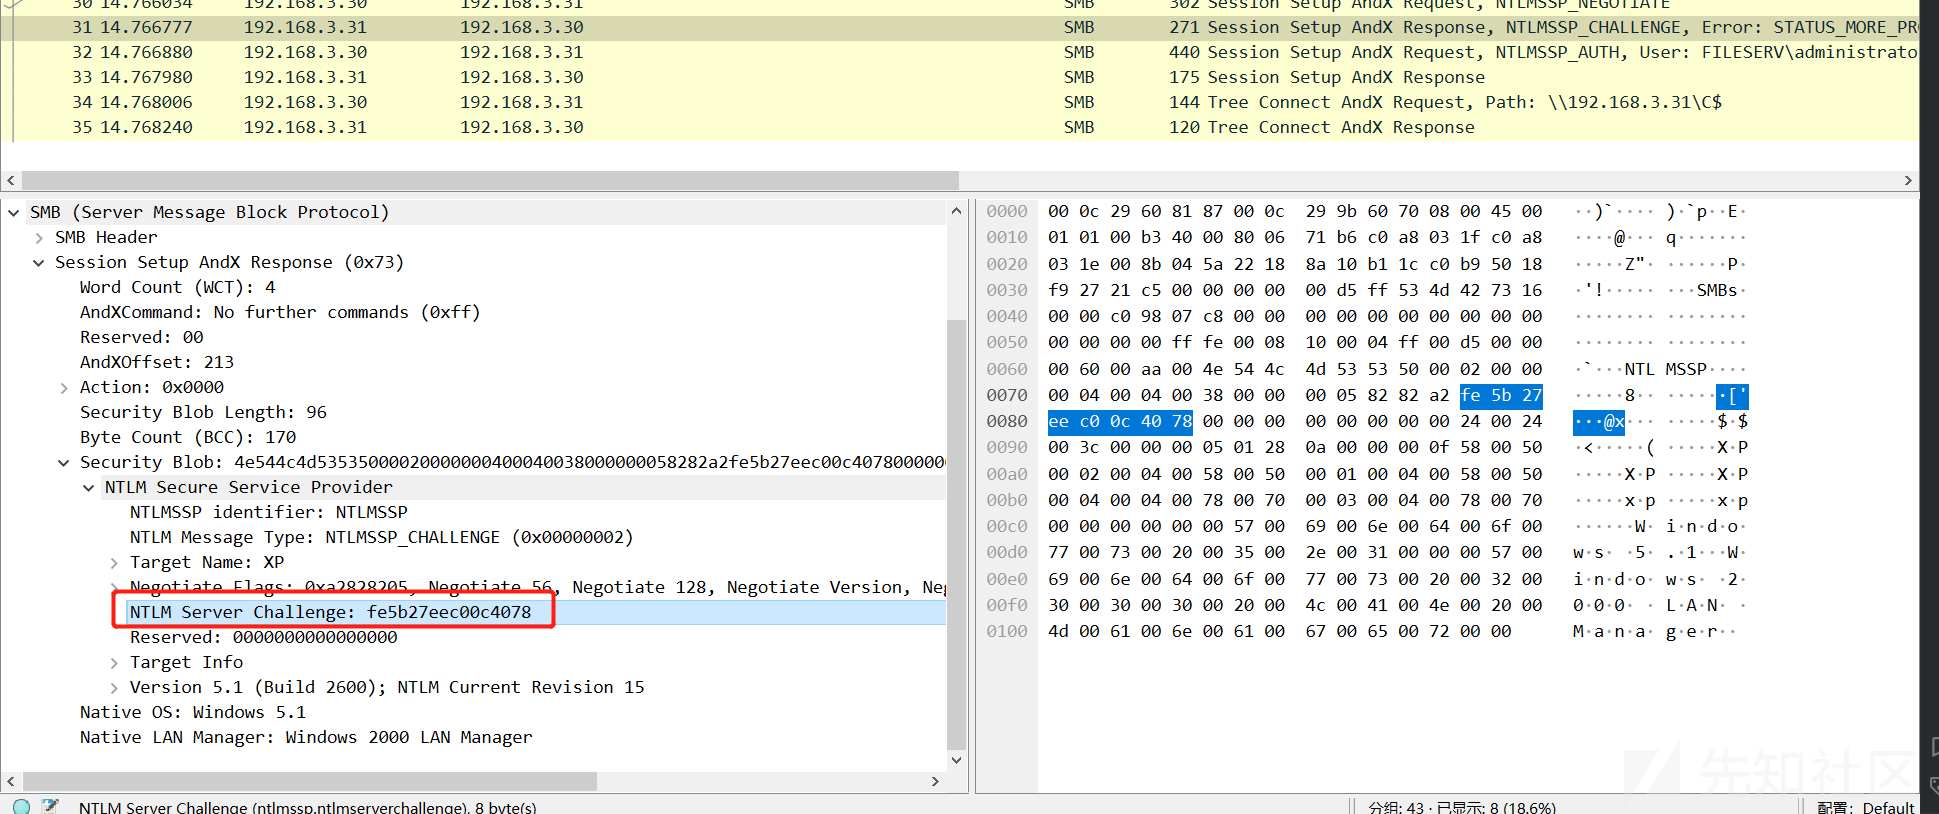 30 14.766034 192.168.3.30 192.168.3.31 SMB 302 Session Setup AndX Request, NTLMSSP_NEGOTIATE
31 14.766777 192.168.3.31 192.168.3.30 SMB 271 Session Setup AndX Response, NTLMSSP_CHALLENGE, Error: STATUS_MORE_PR
32 14.766880 192.168.3.30 192.168.3.31 SMB 440 Session Setup AndX Request, NTLMSSP_AUTH, User: FILESERV\administrato
33 14.767980 192.168.3.31 192.168.3.30 SMB 175 Session Setup AndX Response
34 14.768006 192.168.3.30 192.168.3.31 SMB 144 Tree Connect AndX Request, Path: \\192.168.3.31\C$
35 14.768240 192.168.3.31 192.168.3.30 SMB 120 Tree Connect AndX Response
SMB (Server Message Block Protocol)
SMB Header
Session Setup AndX Response (0x73)
Word Count (WCT): 4
AndXCommand: No further commands (0xff)
Reserved: 00
AndXOffset: 213
Action: 0x0000
Security Blob Length: 96
Byte Count (BCC): 170
Security Blob: 4e544c4d53535000020000000400040038000000058282a2fe5b27eec00c407800000
NTLM Secure Service Provider
NTLMSSP identifier: NTLMSSP
NTLM Message Type: NTLMSSP_CHALLENGE (0x00000002)
Target Name: XP
Negotiate Flags: 0xa2828205, Negotiate 56, Negotiate 128, Negotiate Version, Neg
NTLM Server Challenge: fe5b27eec00c4078
Reserved: 0000000000000000
Target Info
Version 5.1 (Build 2600); NTLM Current Revision 15
Native OS: Windows 5.1
Native LAN Manager: Windows 2000 LAN Manager
0000 00 0c 29 60 81 87 00 0c 29 9b 60 70 08 00 45 00 ··)`···· )·`p··E·
0010 01 01 00 b3 40 00 80 06 71 b6 c0 a8 03 1f c0 a8 ····@··· q·······
0020 03 1e 00 8b 04 5a 22 18 8a 10 b1 1c c0 b9 50 18 ·····Z"· ······P·
0030 f9 27 21 c5 00 00 00 00 00 d5 ff 53 4d 42 73 16 ·'!····· ···SMBs·
0040 00 00 c0 98 07 c8 00 00 00 00 00 00 00 00 00 00 ········ ········
0050 00 00 00 00 ff fe 00 08 10 00 04 ff 00 d5 00 00 ········ ········
0060 00 60 00 aa 00 4e 54 4c 4d 53 53 50 00 02 00 00 ·`···NTL MSSP····
0070 00 04 00 04 00 38 00 00 00 05 82 82 a2 fe 5b 27 ·····8·· ······['
0080 ee c0 0c 40 78 00 00 00 00 00 00 00 00 24 00 24 ···@x··· ·····$·$
0090 00 3c 00 00 00 05 01 28 0a 00 00 00 0f 58 00 50 ·<·····( ·····X·P
00a0 00 02 00 04 00 58 00 50 00 01 00 04 00 58 00 50 ·····X·P ·····X·P
00b0 00 04 00 04 00 78 00 70 00 03 00 04 00 78 00 70 ·····x·p ·····x·p
00c0 00 00 00 00 00 00 57 00 69 00 6e 00 64 00 6f 00 ······W· i·n·d·o·
00d0 77 00 73 00 20 00 35 00 2e 00 31 00 00 00 57 00 w·s· ·5· .·1···W·
00e0 69 00 6e 00 64 00 6f 00 77 00 73 00 20 00 32 00 i·n·d·o· w·s· ·2·
00f0 30 00 30 00 30 00 20 00 4c 00 41 00 4e 00 20 00 0·0·0· · L·A·N· ·
0100 4d 00 61 00 6e 00 61 00 67 00 65 00 72 00 00 M·a·n·a· g·e·r··
先知社区
NTLM Server Challenge (ntlmssp.ntlmserverchallenge), 8 byte(s)
分组: 43 · 已显示: 8 (18.6%)
配置: Default